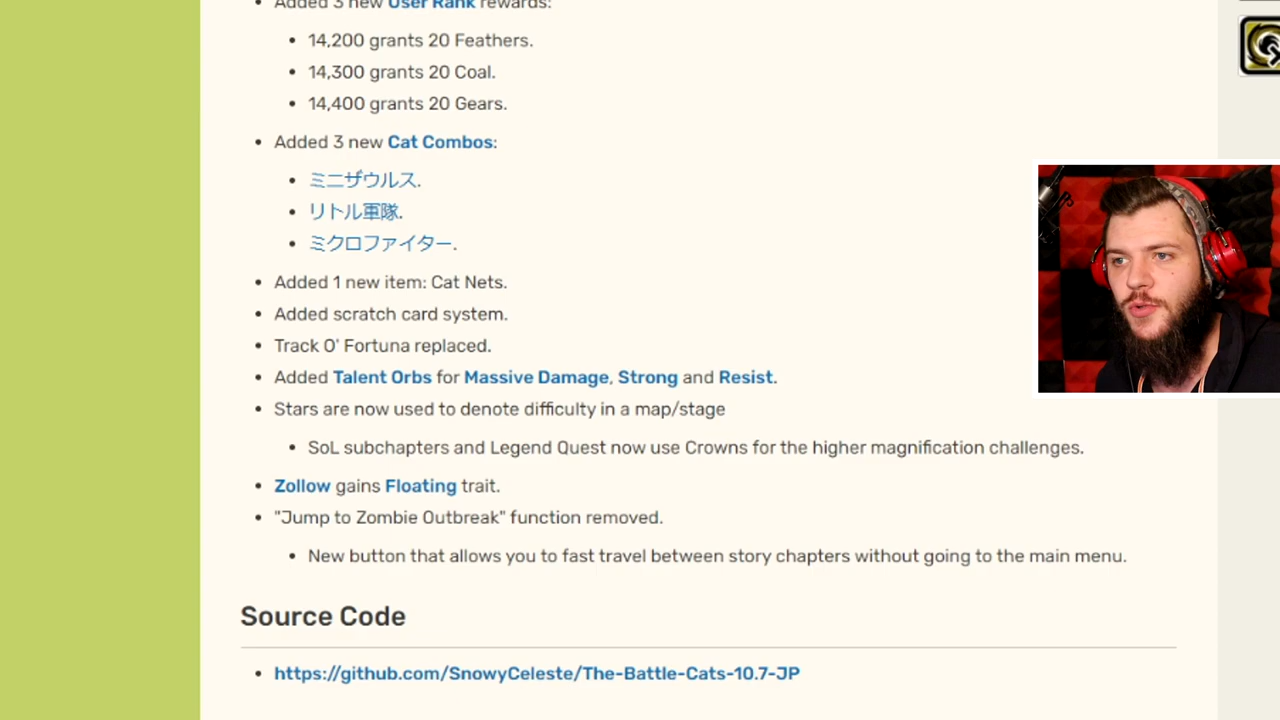 Added 3 new User Rank rewards:
14,200 grants 20 Feathers.
14,300 grants 20 Coal.
14,400 grants 20 Gears.
Added 3 new Cat Combos:
ミニザウルス.
リトル軍隊.
ミクロファイター.
Added 1 new item: Cat Nets.
Added scratch card system.
Track O' Fortuna replaced.
Added Talent Orbs for Massive Damage, Strong and Resist.
Stars are now used to denote difficulty in a map/stage
SoL subchapters and Legend Quest now use Crowns for the higher magnification challenges.
Zollow gains Floating trait.
"Jump to Zombie Outbreak" function removed.
New button that allows you to fast travel between story chapters without going to the main menu.
Source Code
https://github.com/SnowyCeleste/The-Battle-Cats-10.7-JP